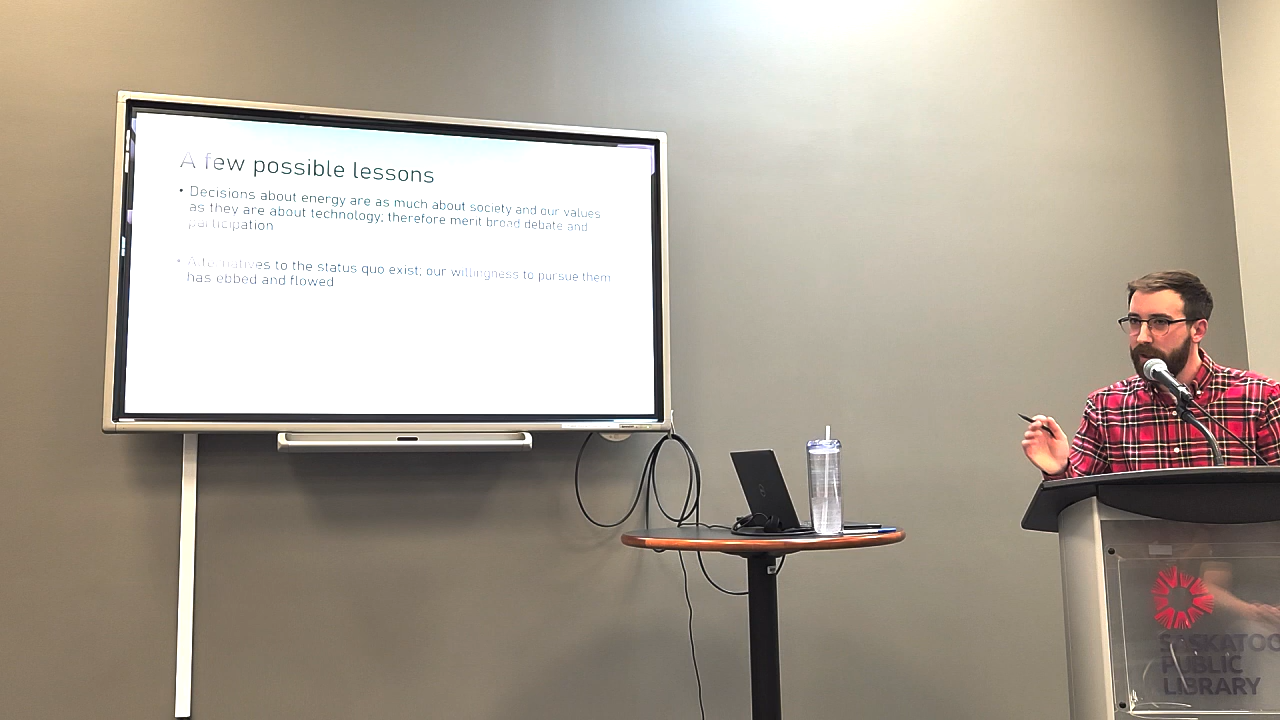 A few possible lessons
• Decisions about energy are as much about society and our values
as they are about technology; therefore merit broad debate and
participation
• Alternatives to the status quo exist; our willingness to pursue them
has ebbed and flowed
SASKATOO
PUBLIC
LIBRARY